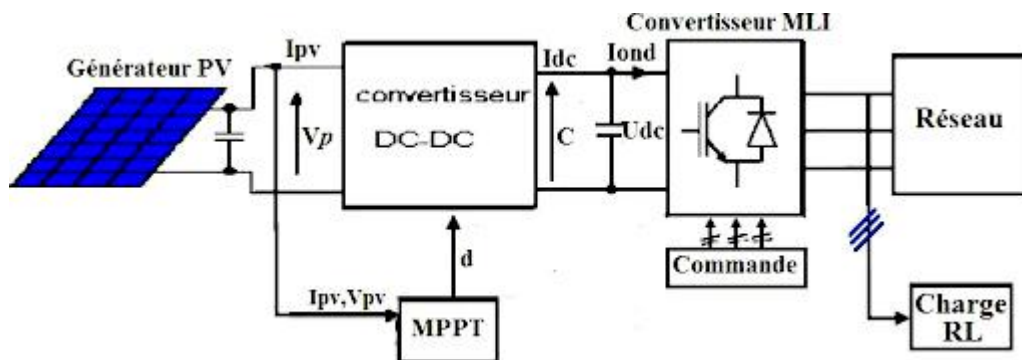 Convertisseur MLI
Générateur PV
Ipv
Vp
convertisseur
DC-DC
Idc
Iond
C
Udc
Réseau
d
Ipv,Vpv
MPPT
Commande
Charge
RL